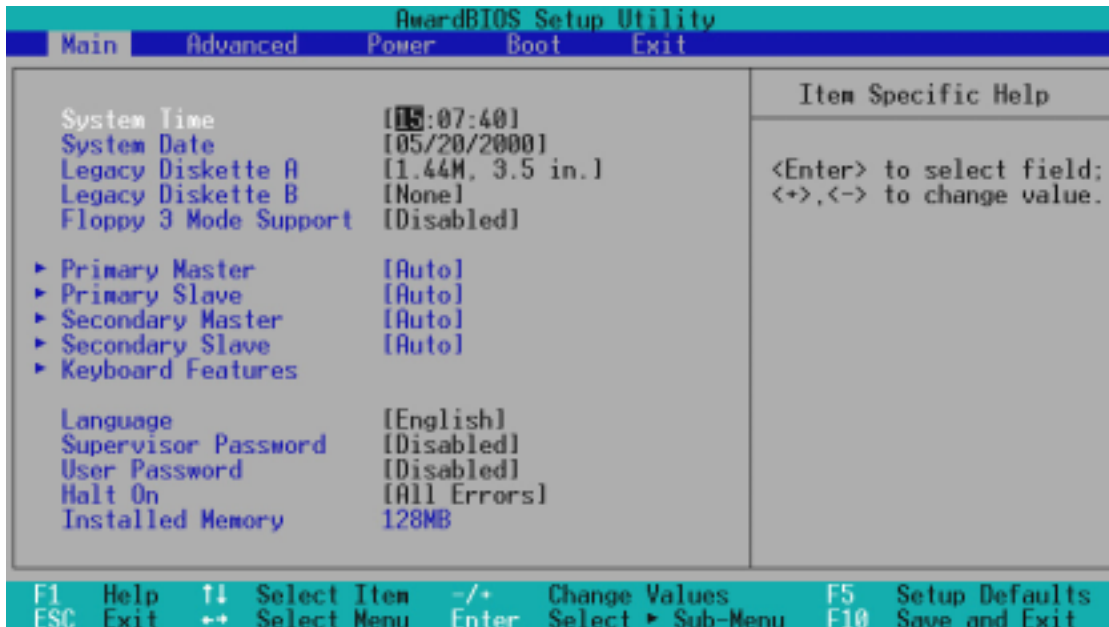 AwardBIOS Setup Utility
Main Advanced Power Boot Exit
Item Specific Help
System Time [15:07:40]
System Date [05/20/2000]
Legacy Diskette A [1.44M, 3.5 in.]
Legacy Diskette B [None]
Floppy 3 Mode Support [Disabled]
▶ Primary Master [Auto]
▶ Primary Slave [Auto]
▶ Secondary Master [Auto]
▶ Secondary Slave [Auto]
▶ Keyboard Features
Language [English]
Supervisor Password [Disabled]
User Password [Disabled]
Halt On [All Errors]
Installed Memory 128MB
<Enter> to select field;
<+>,<-> to change value.
F1 Help ↑↓ Select Item -/+ Change Values F5 Setup Defaults
ESC Exit ←→ Select Menu Enter Select ▶ Sub-Menu F10 Save and Exit